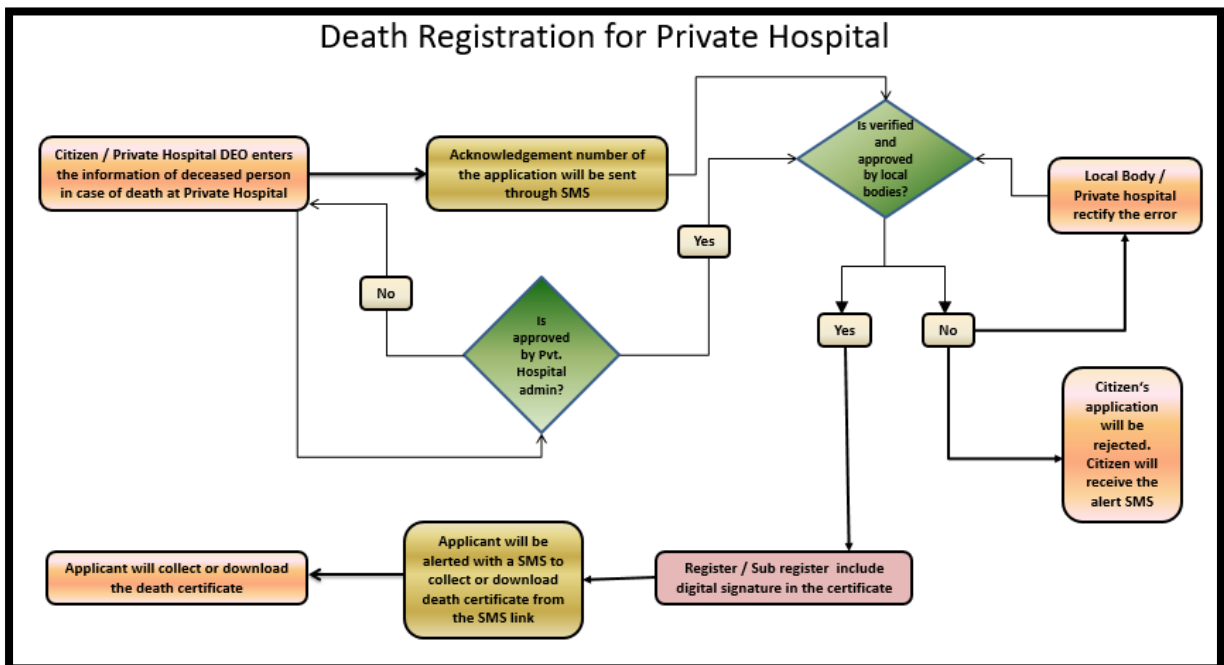 Death Registration for Private Hospital
Citizen / Private Hospital DEO enters
the information of deceased person
in case of death at Private Hospital
Acknowledgement number of
the application will be sent
through SMS
Is verified
and
approved
by local
bodies?
Local Body /
Private hospital
rectify the error
Yes
No
Is
approved
by Pvt.
Hospital
admin?
Yes
No
Citizen's
application
will be
rejected.
Citizen will
receive the
alert SMS
Applicant will collect or download
the death certificate
Applicant will be
alerted with a SMS to
collect or download
death certificate from
the SMS link
Register / Sub register  include
digital signature in the certificate